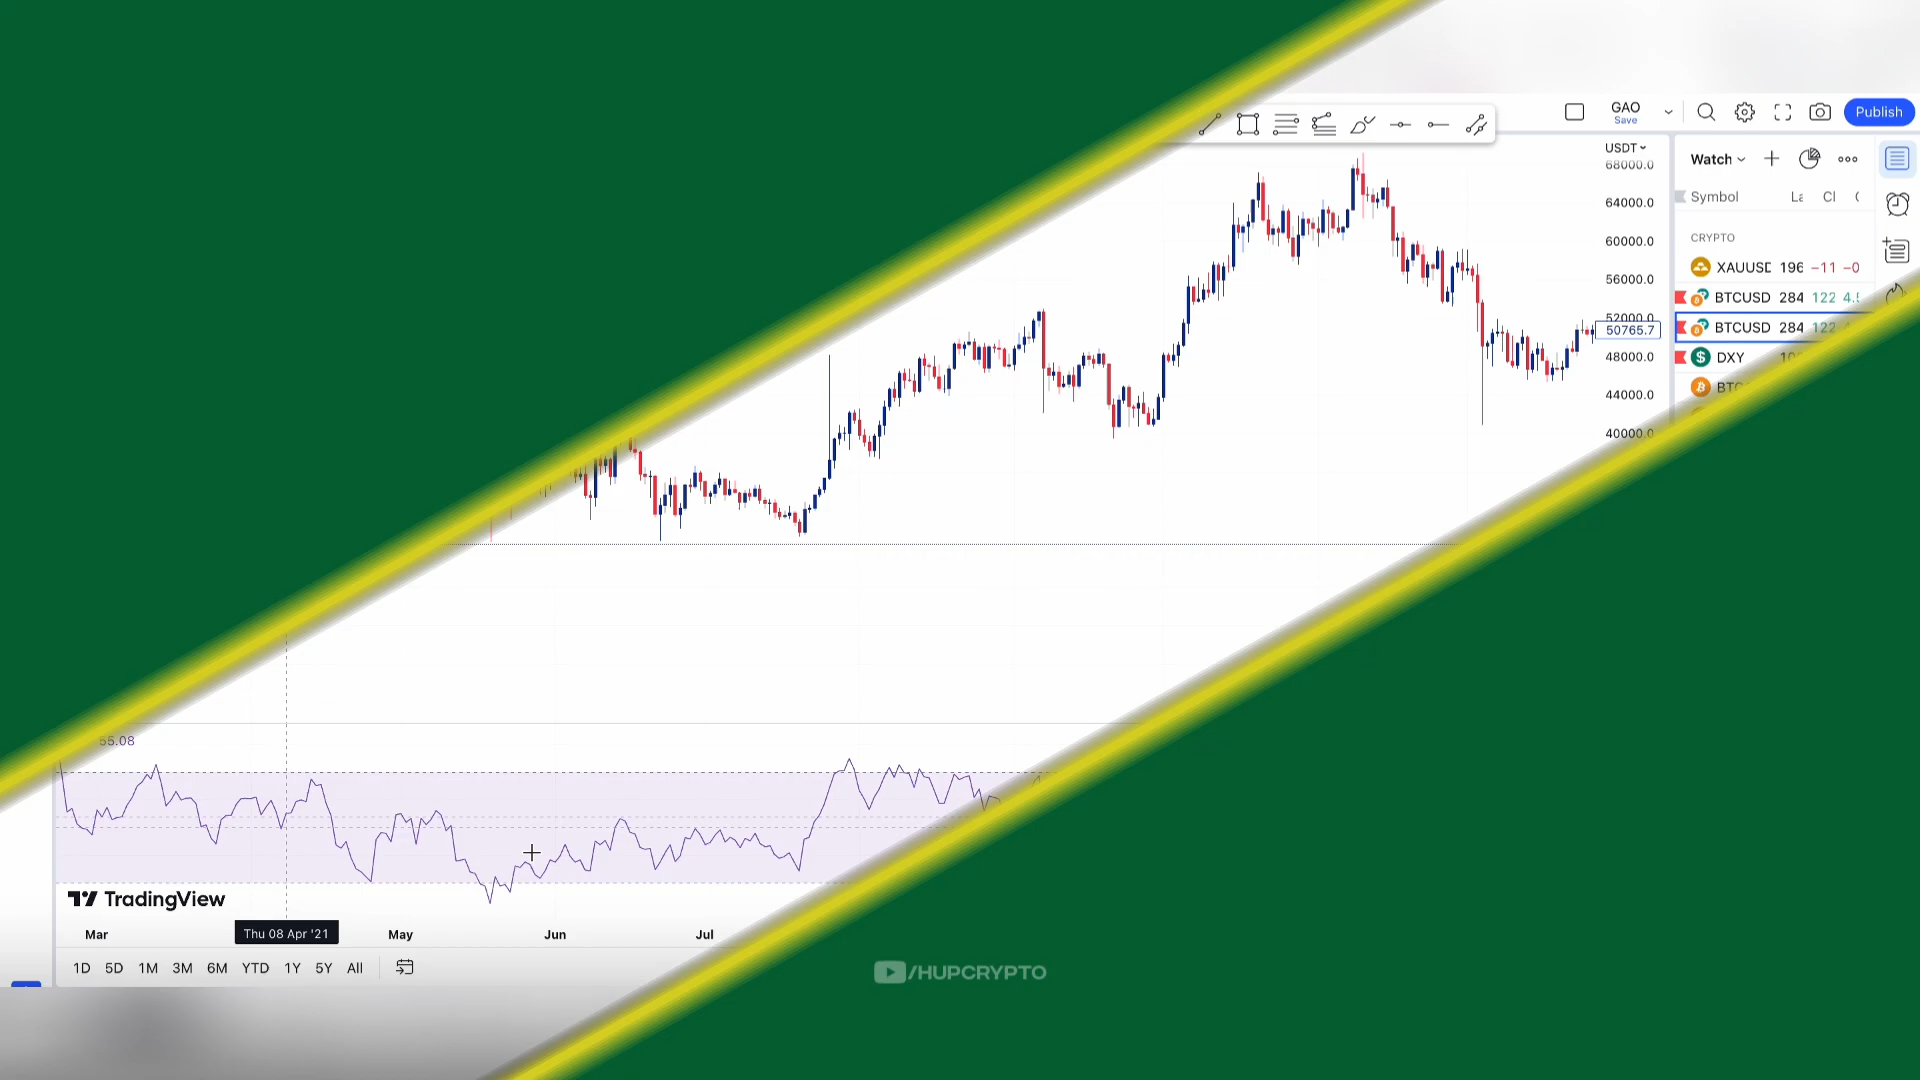 GAO
Save
Publish
USDT
68000.0
64000.0
60000.0
56000.0
52000.0
50765.7
48000.0
44000.0
40000.0
Watch
Symbol
CRYPTO
XAUUSD 196 −11 −0
BTCUSD 284 122 4.
BTCUSD 284 122
DXY
55.08
TradingView
Mar
Thu 08 Apr '21
May
Jun
Jul
1D 5D 1M 3M 6M YTD 1Y 5Y All
/HUPCRYPTO